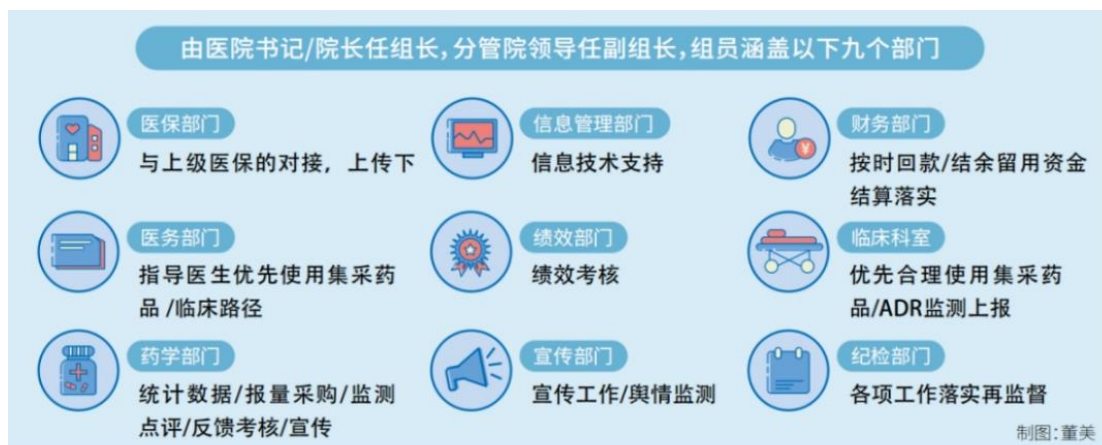 由医院书记/院长任组长,分管院领导任副组长,组员涵盖以下九个部门
医保部门
与上级医保的对接，上传下
信息管理部门
信息技术支持
财务部门
按时回款/结余留用资金
结算落实
医务部门
指导医生优先使用集采药
品 /临床路径
绩效部门
绩效考核
临床科室
优先合理使用集采药
品/ADR监测上报
药学部门
统计数据/报量采购/监测
点评/反馈考核/宣传
宣传部门
宣传工作/舆情监测
纪检部门
各项工作落实再监督
制图:董美